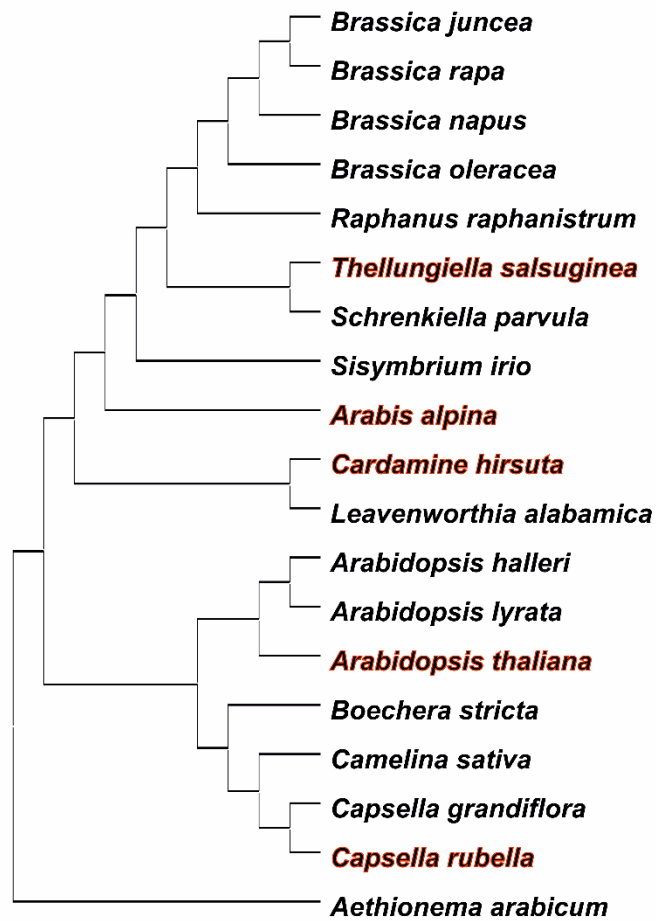 Brassica juncea
Brassica rapa
Brassica napus
Brassica oleracea
Raphanus raphanistrum
Thellungiella salsuginea
Schrenkiella parvula
Sisymbrium irio
Arabis alpina
Cardamine hirsuta
Leavenworthia alabamica
Arabidopsis halleri
Arabidopsis lyrata
Arabidopsis thaliana
Boechera stricta
Camelina sativa
Capsella grandiflora
Capsella rubella
Aethionema arabicum